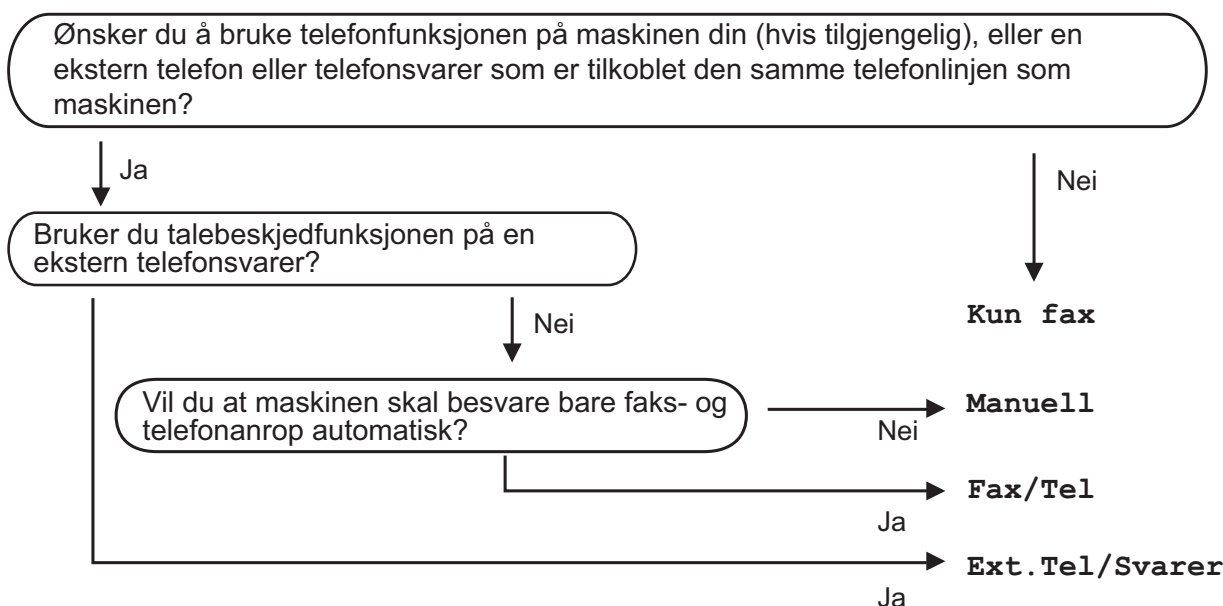 Ønsker du å bruke telefonfunksjonen på maskinen din (hvis tilgjengelig), eller en
ekstern telefon eller telefonsvarer som er tilkoblet den samme telefonlinjen som
maskinen?
Ja
Nei
Bruker du talebeskjedfunksjonen på en
ekstern telefonsvarer?
Kun fax
Nei
Vil du at maskinen skal besvare bare faks- og
telefonanrop automatisk?
Manuell
Nei
Fax/Tel
Ja
Ext.Tel/Svarer
Ja